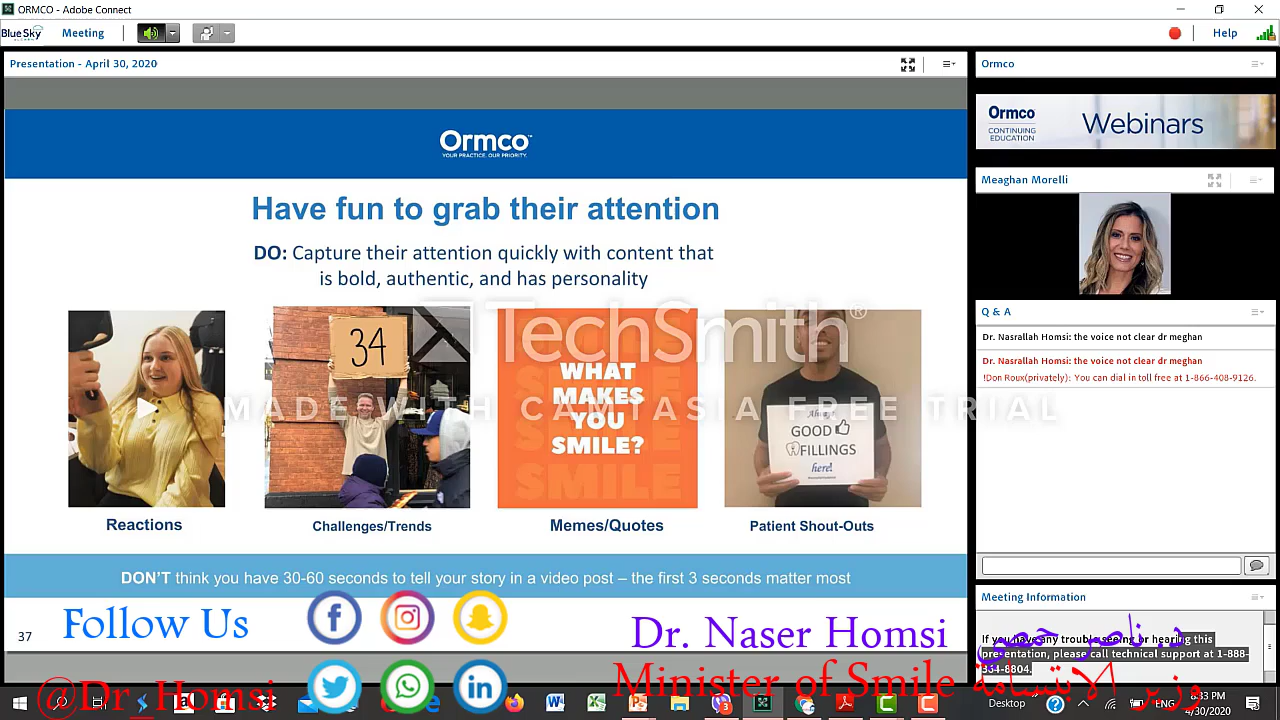 ORMCO - Adobe Connect
BlueSky
Meeting
Help
Presentation - April 30, 2020
Ormco
YOUR PRACTICE. OUR PRIORITY.
Have fun to grab their attention
DO: Capture their attention quickly with content that
is bold, authentic, and has personality
TechSmith®
MADE WITH CAMTASIA FREE TRIAL
34
SMILE
WHAT
MAKES
YOU
SMILE?
SMILE
GOOD
FILLINGS
here!
Reactions
Challenges/Trends
Memes/Quotes
Patient Shout-Outs
DON'T think you have 30-60 seconds to tell your story in a video post – the first 3 seconds matter most
37
Follow Us
@Dr_Homsi
Dr. Naser Homsi
Minister of Smile
د. ناصر حمصي
وزير الابتسامة
Ormco
Ormco
CONTINUING
EDUCATION
Webinars
Meaghan Morelli
Q & A
Dr. Nasrallah Homsi: the voice not clear dr meghan
Dr. Nasrallah Homsi: the voice not clear dr meghan
!Don Roux(privately): You can dial in toll free at 1-866-408-9126.
Meeting Information
If you have any trouble seeing or hearing this
presentation, please call technical support at 1-888-
Desktop
ENG
4/30/2020